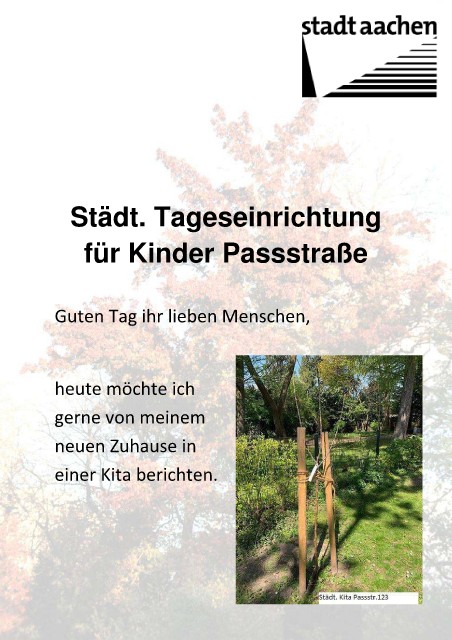 stadt aachen
Städt. Tageseinrichtung
für Kinder Passstraße
Guten Tag ihr lieben Menschen,
heute möchte ich
gerne von meinem
neuen Zuhause in
einer Kita berichten.
Städt. Kita Passstr.123